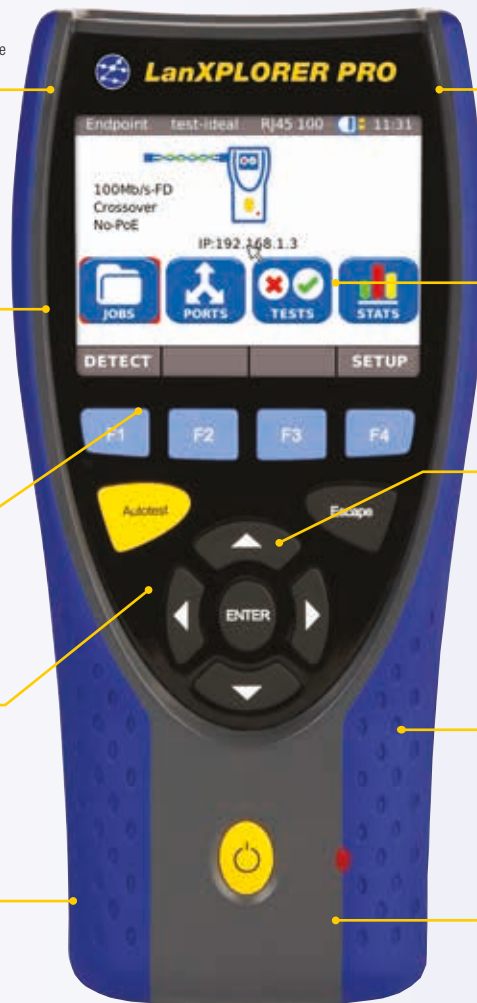 e
LanXPLORER PRO
Endpoint test-ideal RJ45 100 11:31
100Mb/s-FD
Crossover
No-PoE
IP:192.168.1.3
JOBS PORTS TESTS STATS
DETECT SETUP
F1 F2 F3 F4
Autotest Escape
ENTER